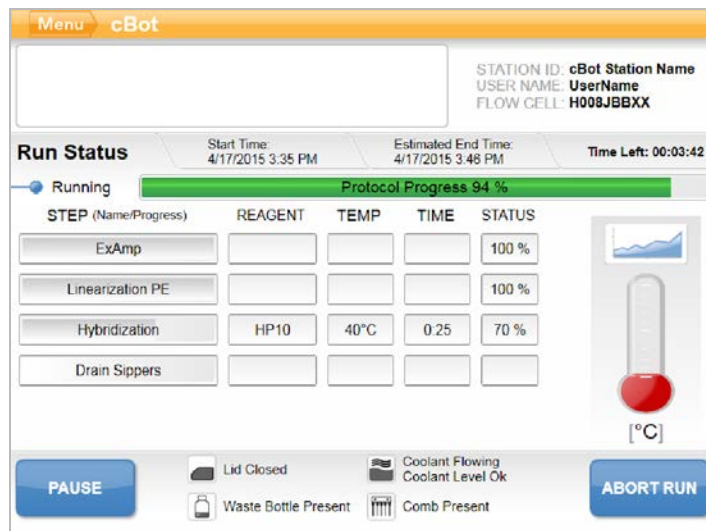 Menu cBot
STATION ID: cBot Station Name
USER NAME: UserName
FLOW CELL: H008JBBXX
Run Status
Start Time:
4/17/2015 3:35 PM
Estimated End Time:
4/17/2015 3:46 PM
Time Left: 00:03:42
Running
Protocol Progress 94 %
STEP (Name/Progress) REAGENT TEMP TIME STATUS
ExAmp 100 %
Linearization PE 100 %
Hybridization HP10 40°C 0:25 70 %
Drain Sippers
[°C]
PAUSE
Lid Closed
Coolant Flowing
Coolant Level Ok
Waste Bottle Present
Comb Present
ABORT RUN